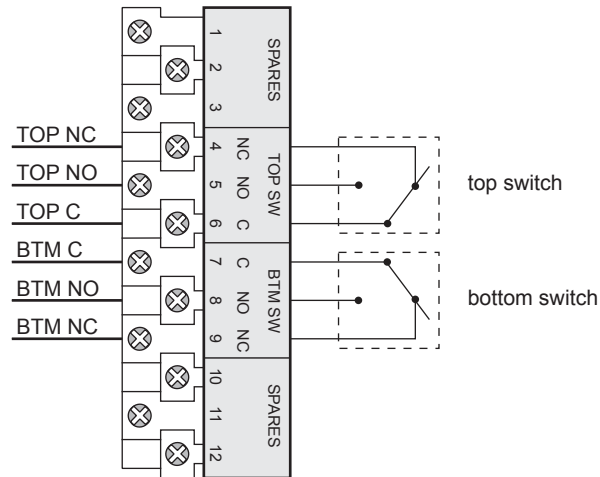 1
2
3
SPARES
TOP NC
TOP NO
TOP C
4 NC
5 NO
6 C
TOP SW
top switch
BTM C
BTM NO
BTM NC
7 C
8 NO
9 NC
BTM SW
bottom switch
10
11
12
SPARES